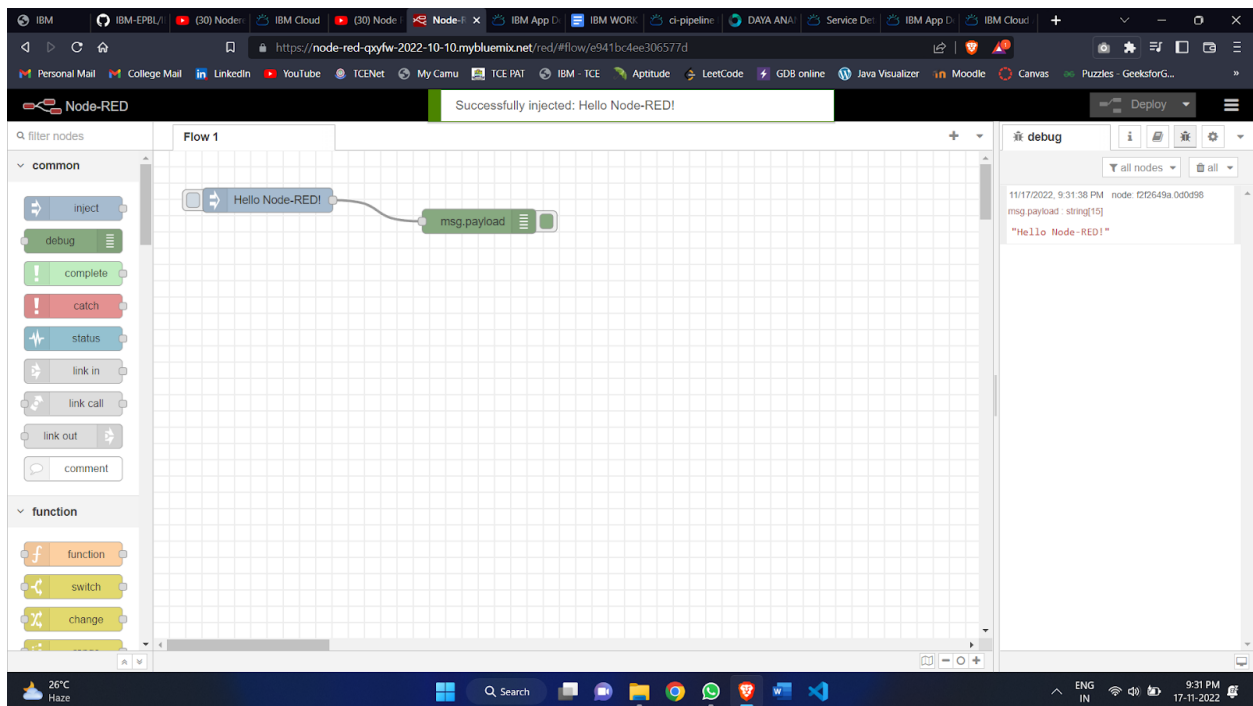 IBM
IBM-EPBL/I
(30) Nodere
IBM Cloud
(30) Node
Node-R
IBM App D
IBM WORK
ci-pipeline
DAYA ANA
Service Det
IBM App D
IBM Cloud
https://node-red-qxyfw-2022-10-10.mybluemix.net/red/#flow/e941bc4ee306577d
Personal Mail
College Mail
LinkedIn
YouTube
TCENet
My Camu
TCE PAT
IBM - TCE
Aptitude
LeetCode
GDB online
Java Visualizer
Moodle
Canvas
Puzzles - GeeksforG...
Node-RED
Successfully injected: Hello Node-RED!
Deploy
filter nodes
Flow 1
debug
common
all nodes
all
inject
debug
complete
catch
status
link in
link call
link out
comment
function
function
switch
change
Hello Node-RED!
msg.payload
11/17/2022, 9:31:38 PM node: f2f2649a.0d0d98
msg.payload : string[15]
"Hello Node-RED!"
26°C
Haze
Search
ENG
IN
9:31 PM
17-11-2022